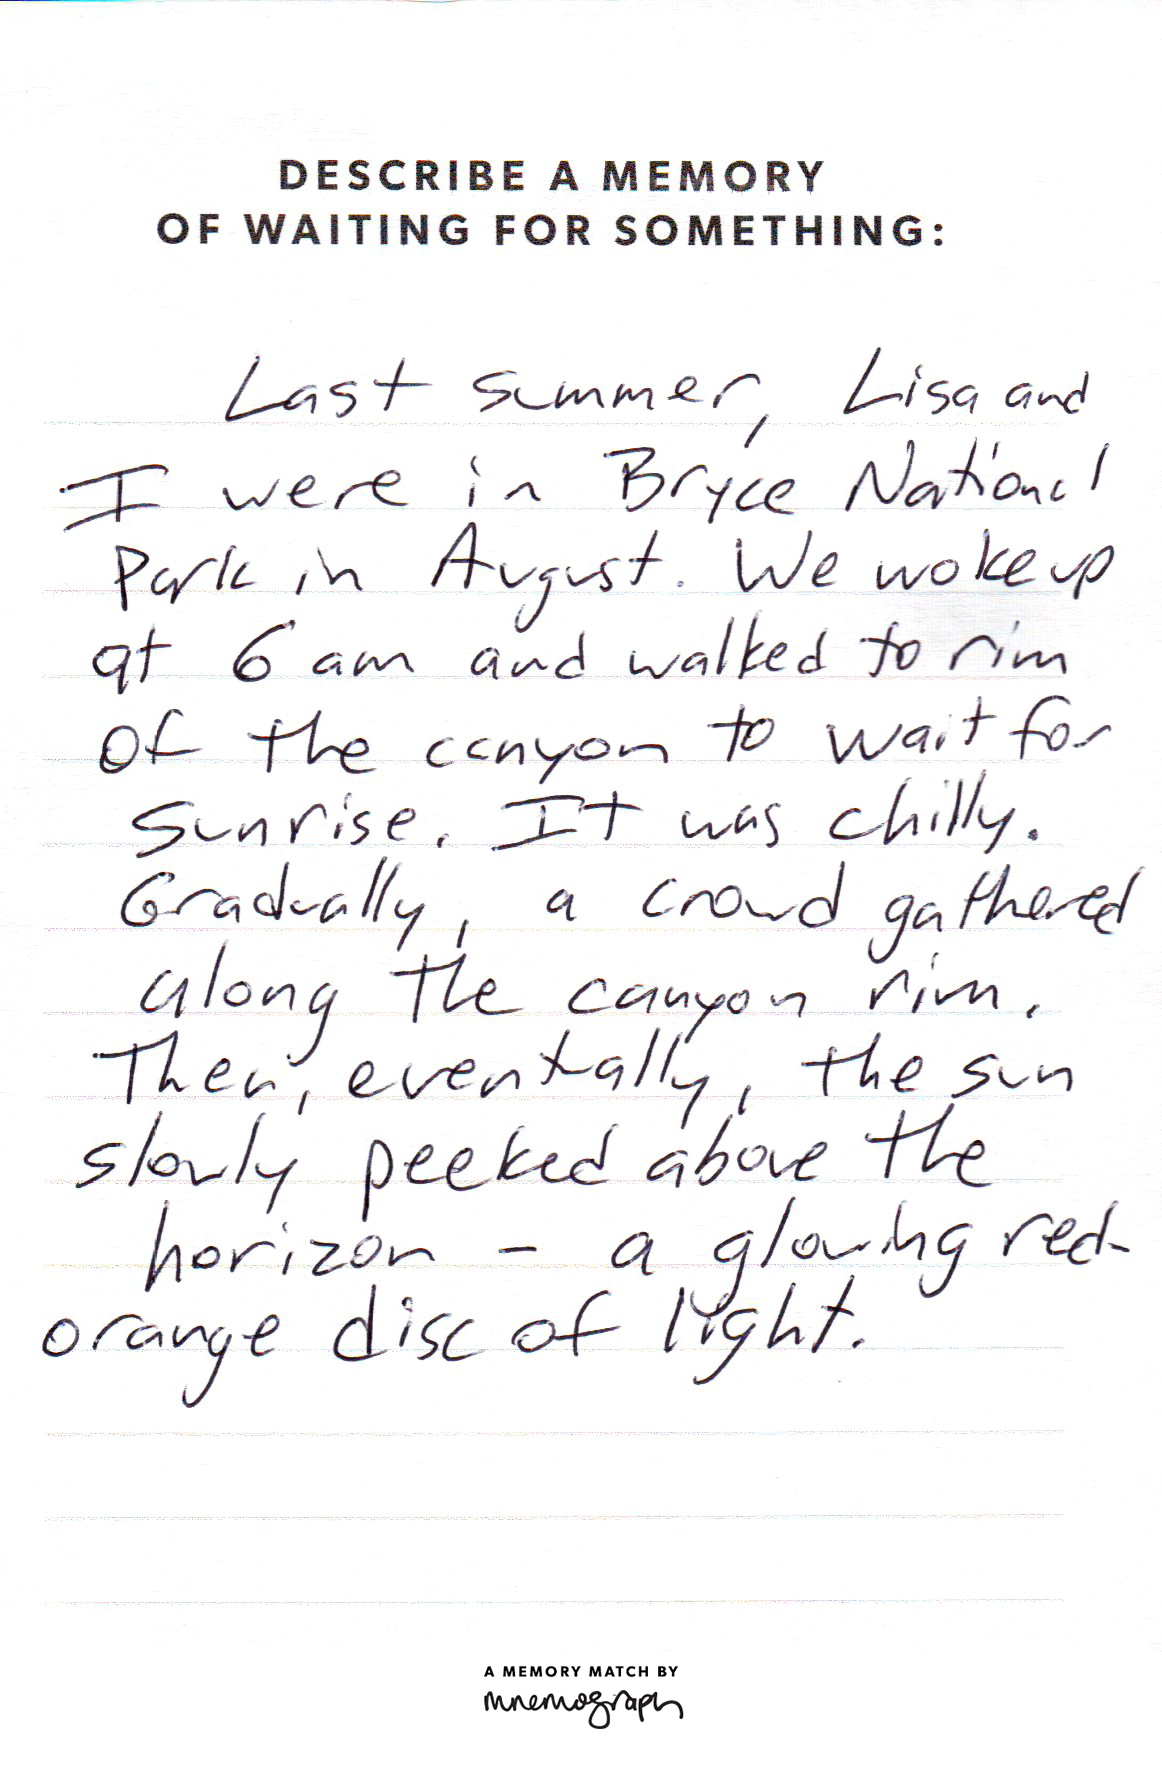 DESCRIBE A MEMORY
OF WAITING FOR SOMETHING:
Last summer, Lisa and
I were in Bryce National
Park in August. We woke up
at 6 am and walked to rim
of the canyon to wait for
sunrise. It was chilly.
Gradually, a crowd gathered
along the canyon rim.
Then, eventually, the sun
slowly peeked above the
horizon – a glowing red-
orange disc of light.
A MEMORY MATCH BY
mnemograph